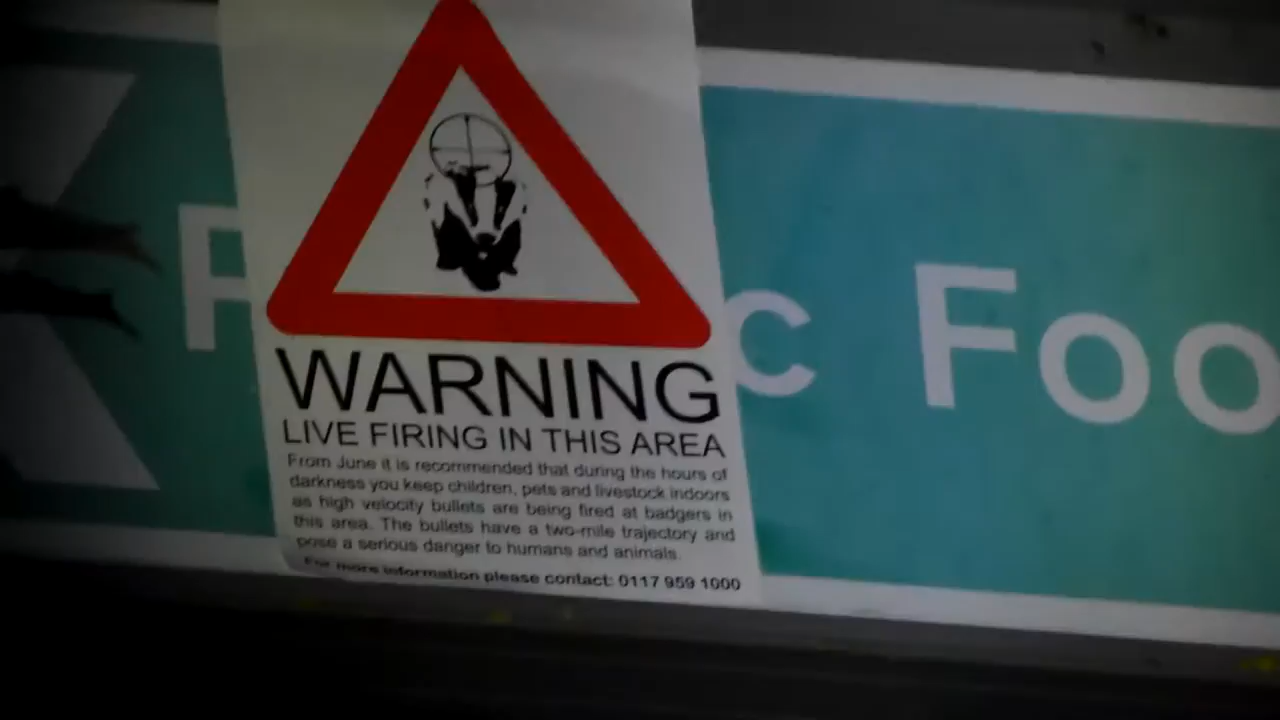 WARNING
LIVE FIRING IN THIS AREA
From June it is recommended that during the hours of
darkness you keep children, pets and livestock indoors
as high velocity bullets are being fired at badgers in
this area. The bullets have a two-mile trajectory and
pose a serious danger to humans and animals.
For more information please contact: 0117 959 1000
P
c Foo